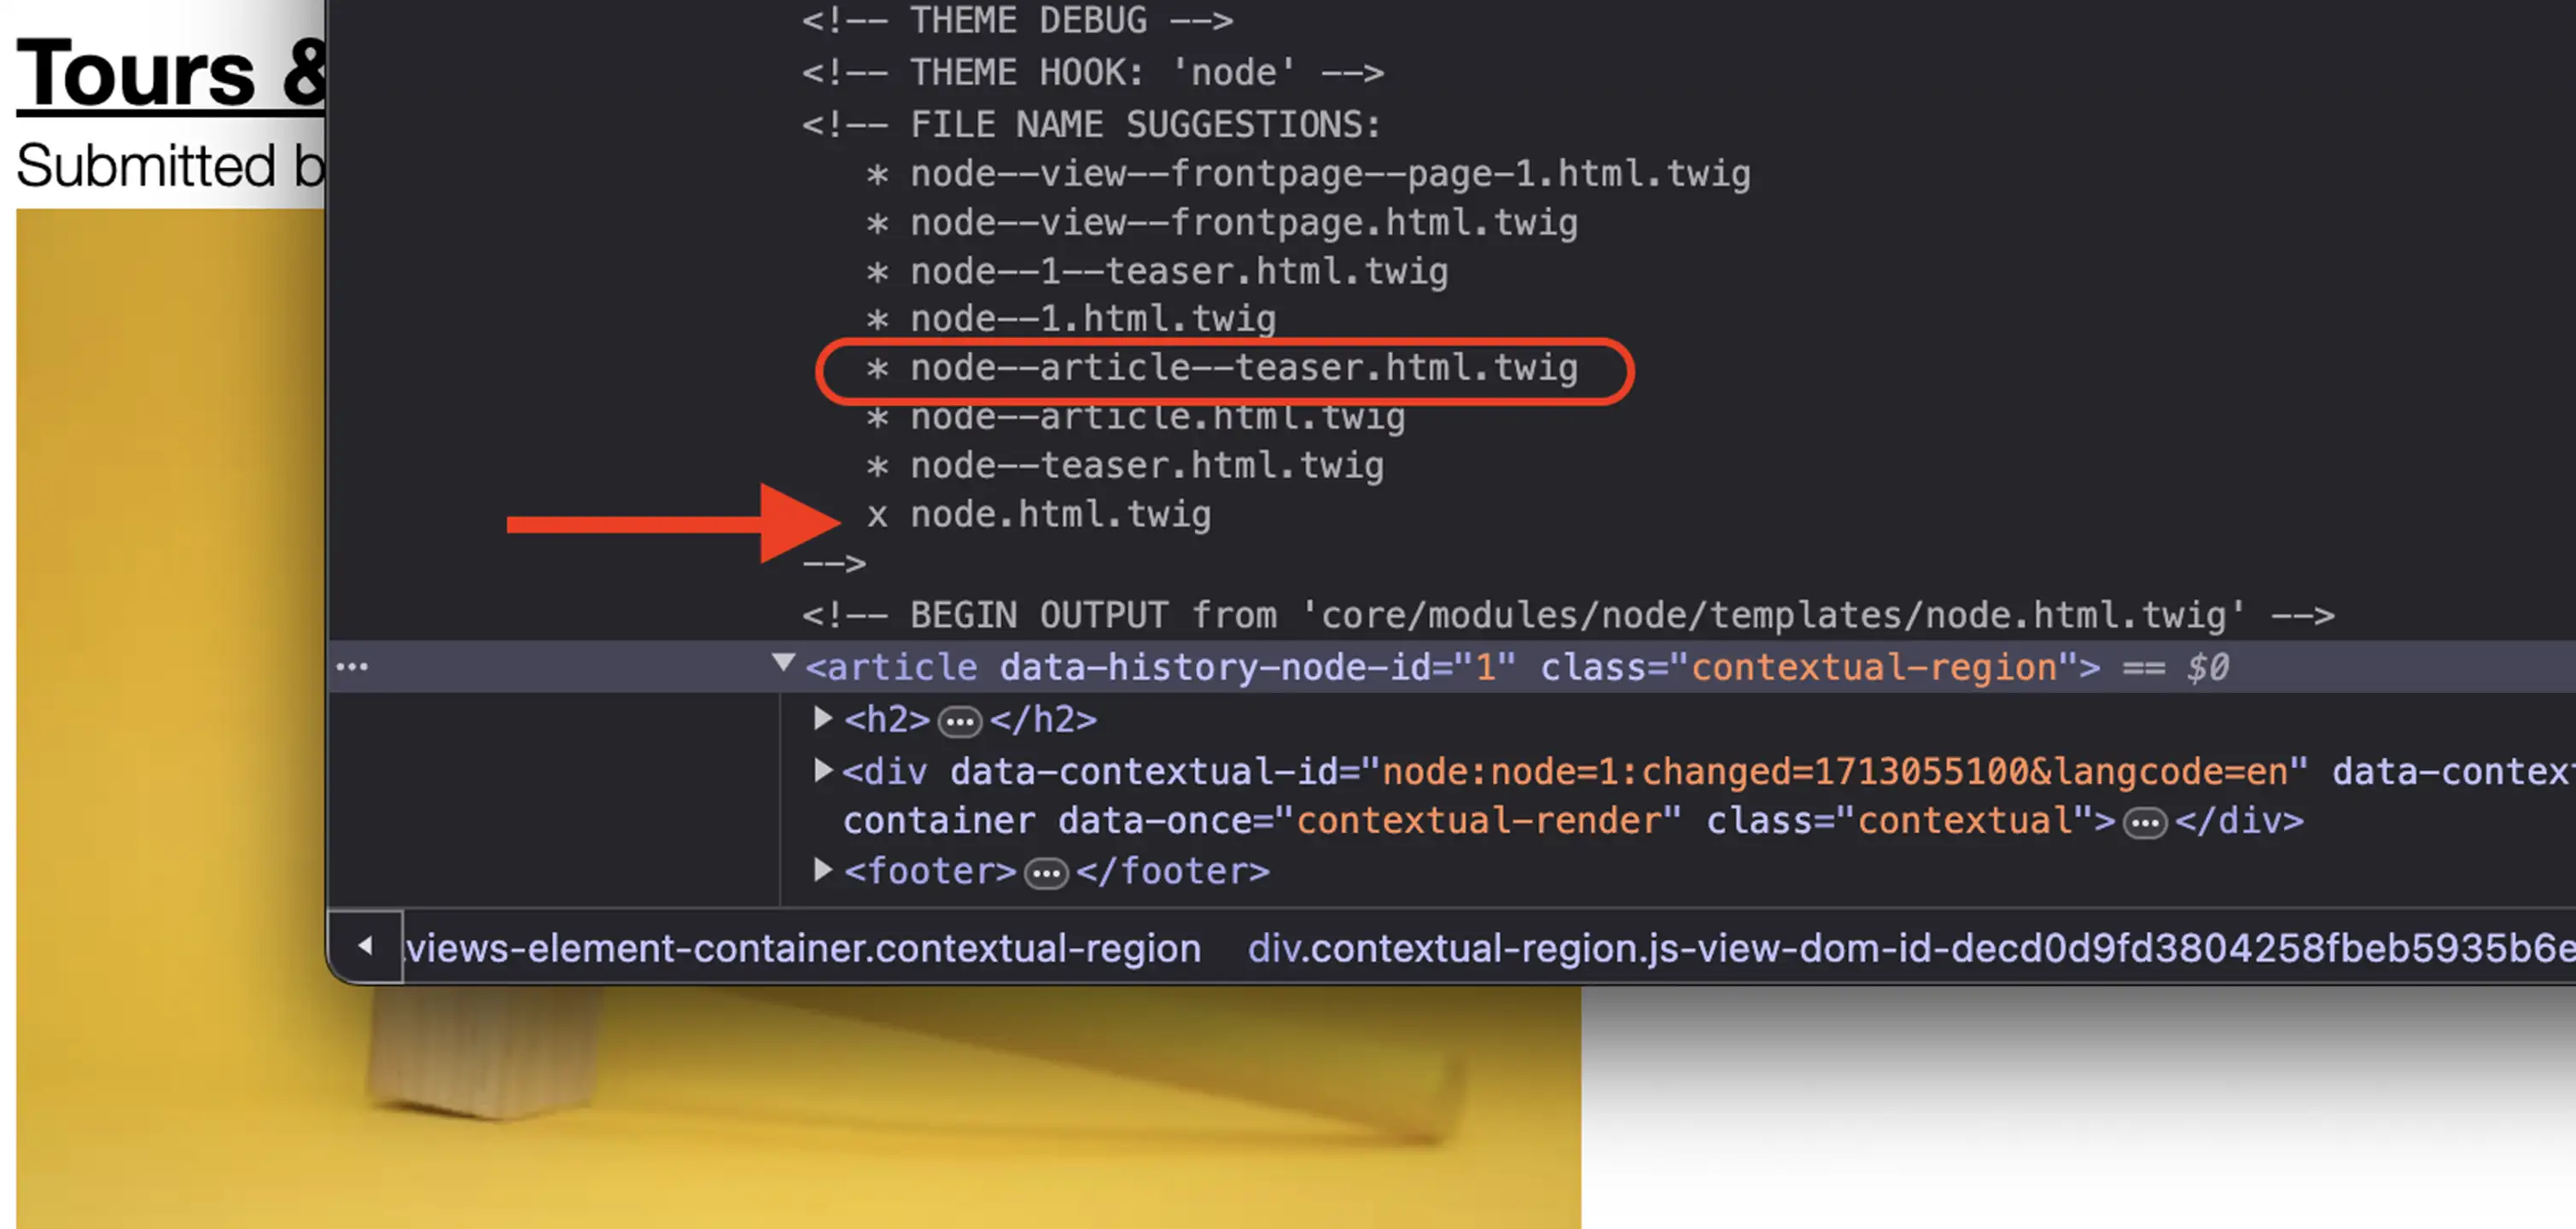 Tours &
Submitted b
<!-- THEME DEBUG -->
<!-- THEME HOOK: 'node' -->
<!-- FILE NAME SUGGESTIONS:
* node--view--frontpage--page-1.html.twig
* node--view--frontpage.html.twig
* node--1--teaser.html.twig
* node--1.html.twig
* node--article--teaser.html.twig
* node--article.html.twig
* node--teaser.html.twig
x node.html.twig
-->
<!-- BEGIN OUTPUT from 'core/modules/node/templates/node.html.twig' -->
<article data-history-node-id="1" class="contextual-region"> == $0
<h2>…</h2>
<div data-contextual-id="node:node=1:changed=1713055100&langcode=en" data-context
container data-once="contextual-render" class="contextual">…</div>
<footer>…</footer>
.views-element-container.contextual-region div.contextual-region.js-view-dom-id-decd0d9fd3804258fbeb5935b6e